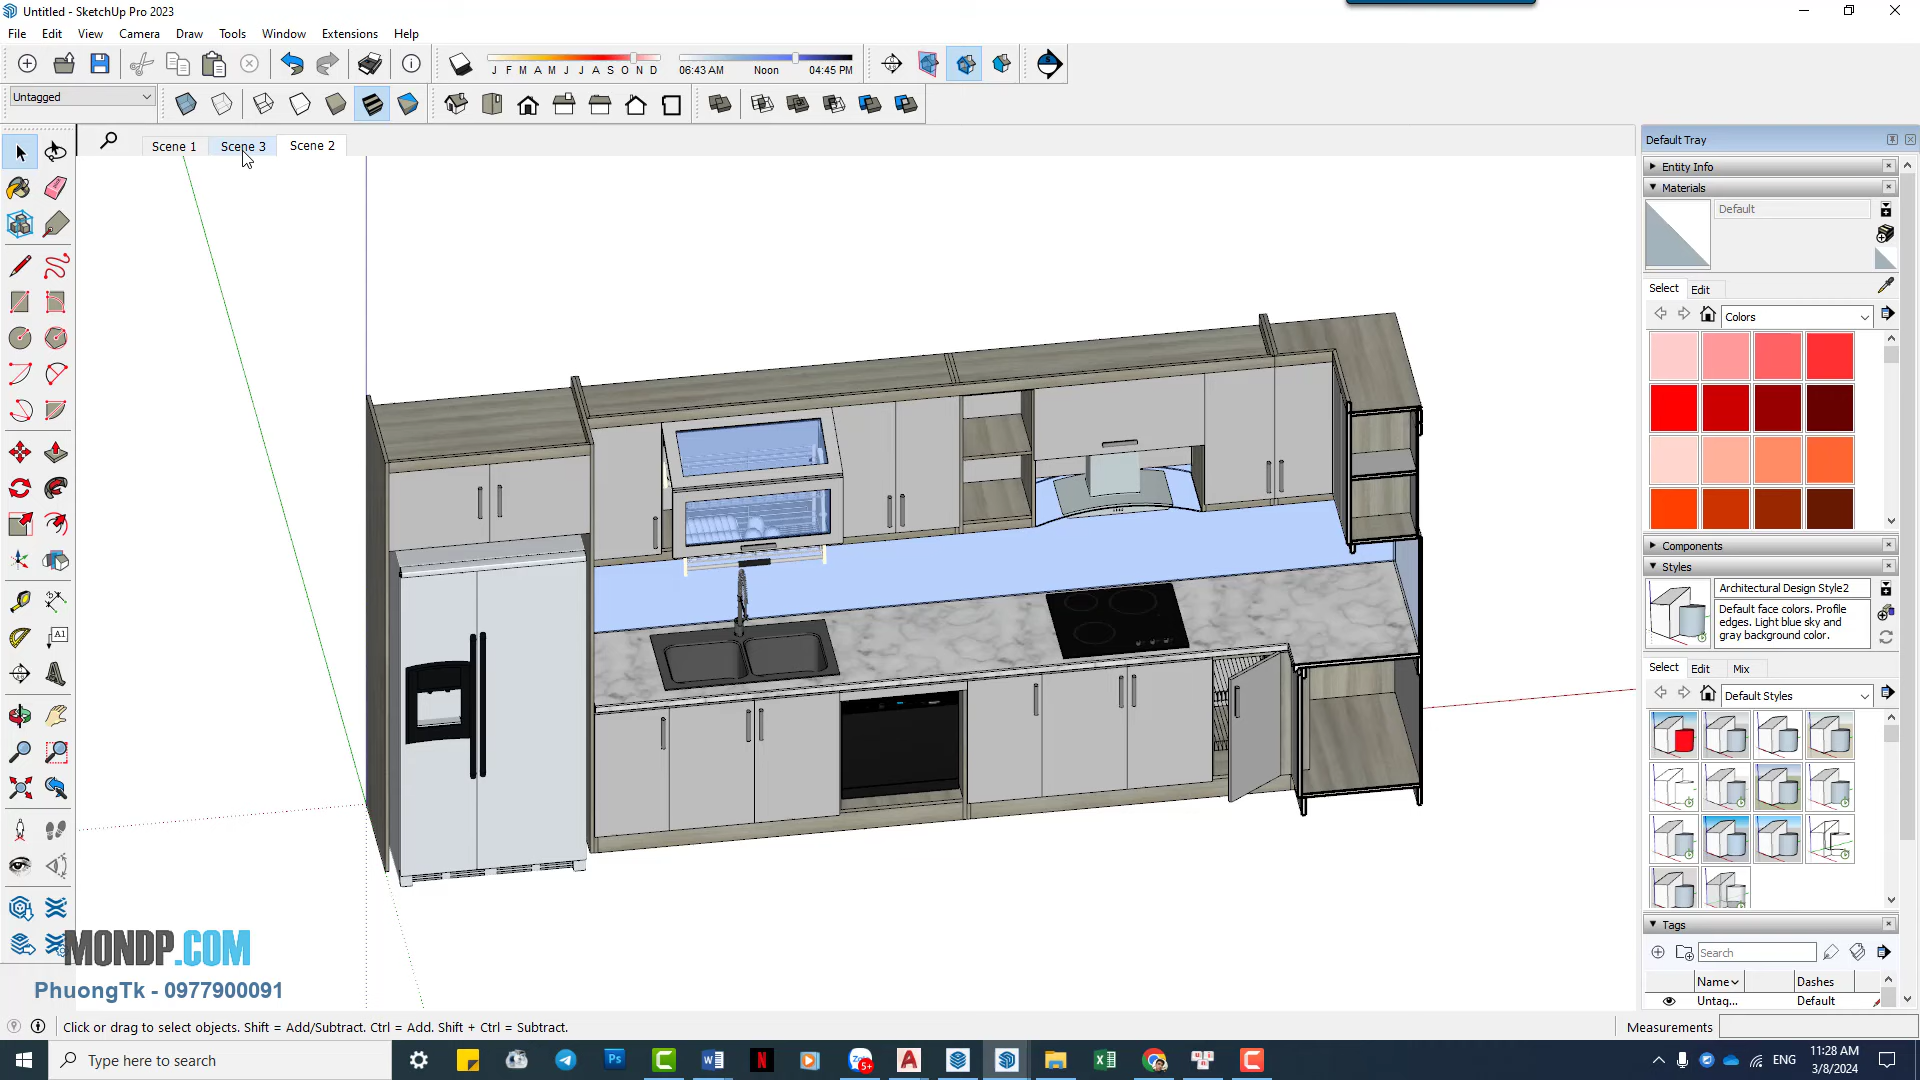 Untitled - SketchUp Pro 2023
File Edit View Camera Draw Tools Window Extensions Help
J F M A M J J A S O N D
06:43 AM Noon 04:45 PM
Untagged
Scene 1 Scene 3 Scene 2
Default Tray
Entity Info
Materials
Default
Select Edit
Colors
Components
Styles
Architectural Design Style2
Default face colors. Profile
edges. Light blue sky and
gray background color.
Select Edit Mix
Default Styles
Tags
Search
Name Dashes
Untag... Default
A1
MONDP.COM
PhuongTk - 0977900091
Click or drag to select objects. Shift = Add/Subtract. Ctrl = Add. Shift + Ctrl = Subtract.
Measurements
Type here to search
ENG
11:28 AM
3/8/2024